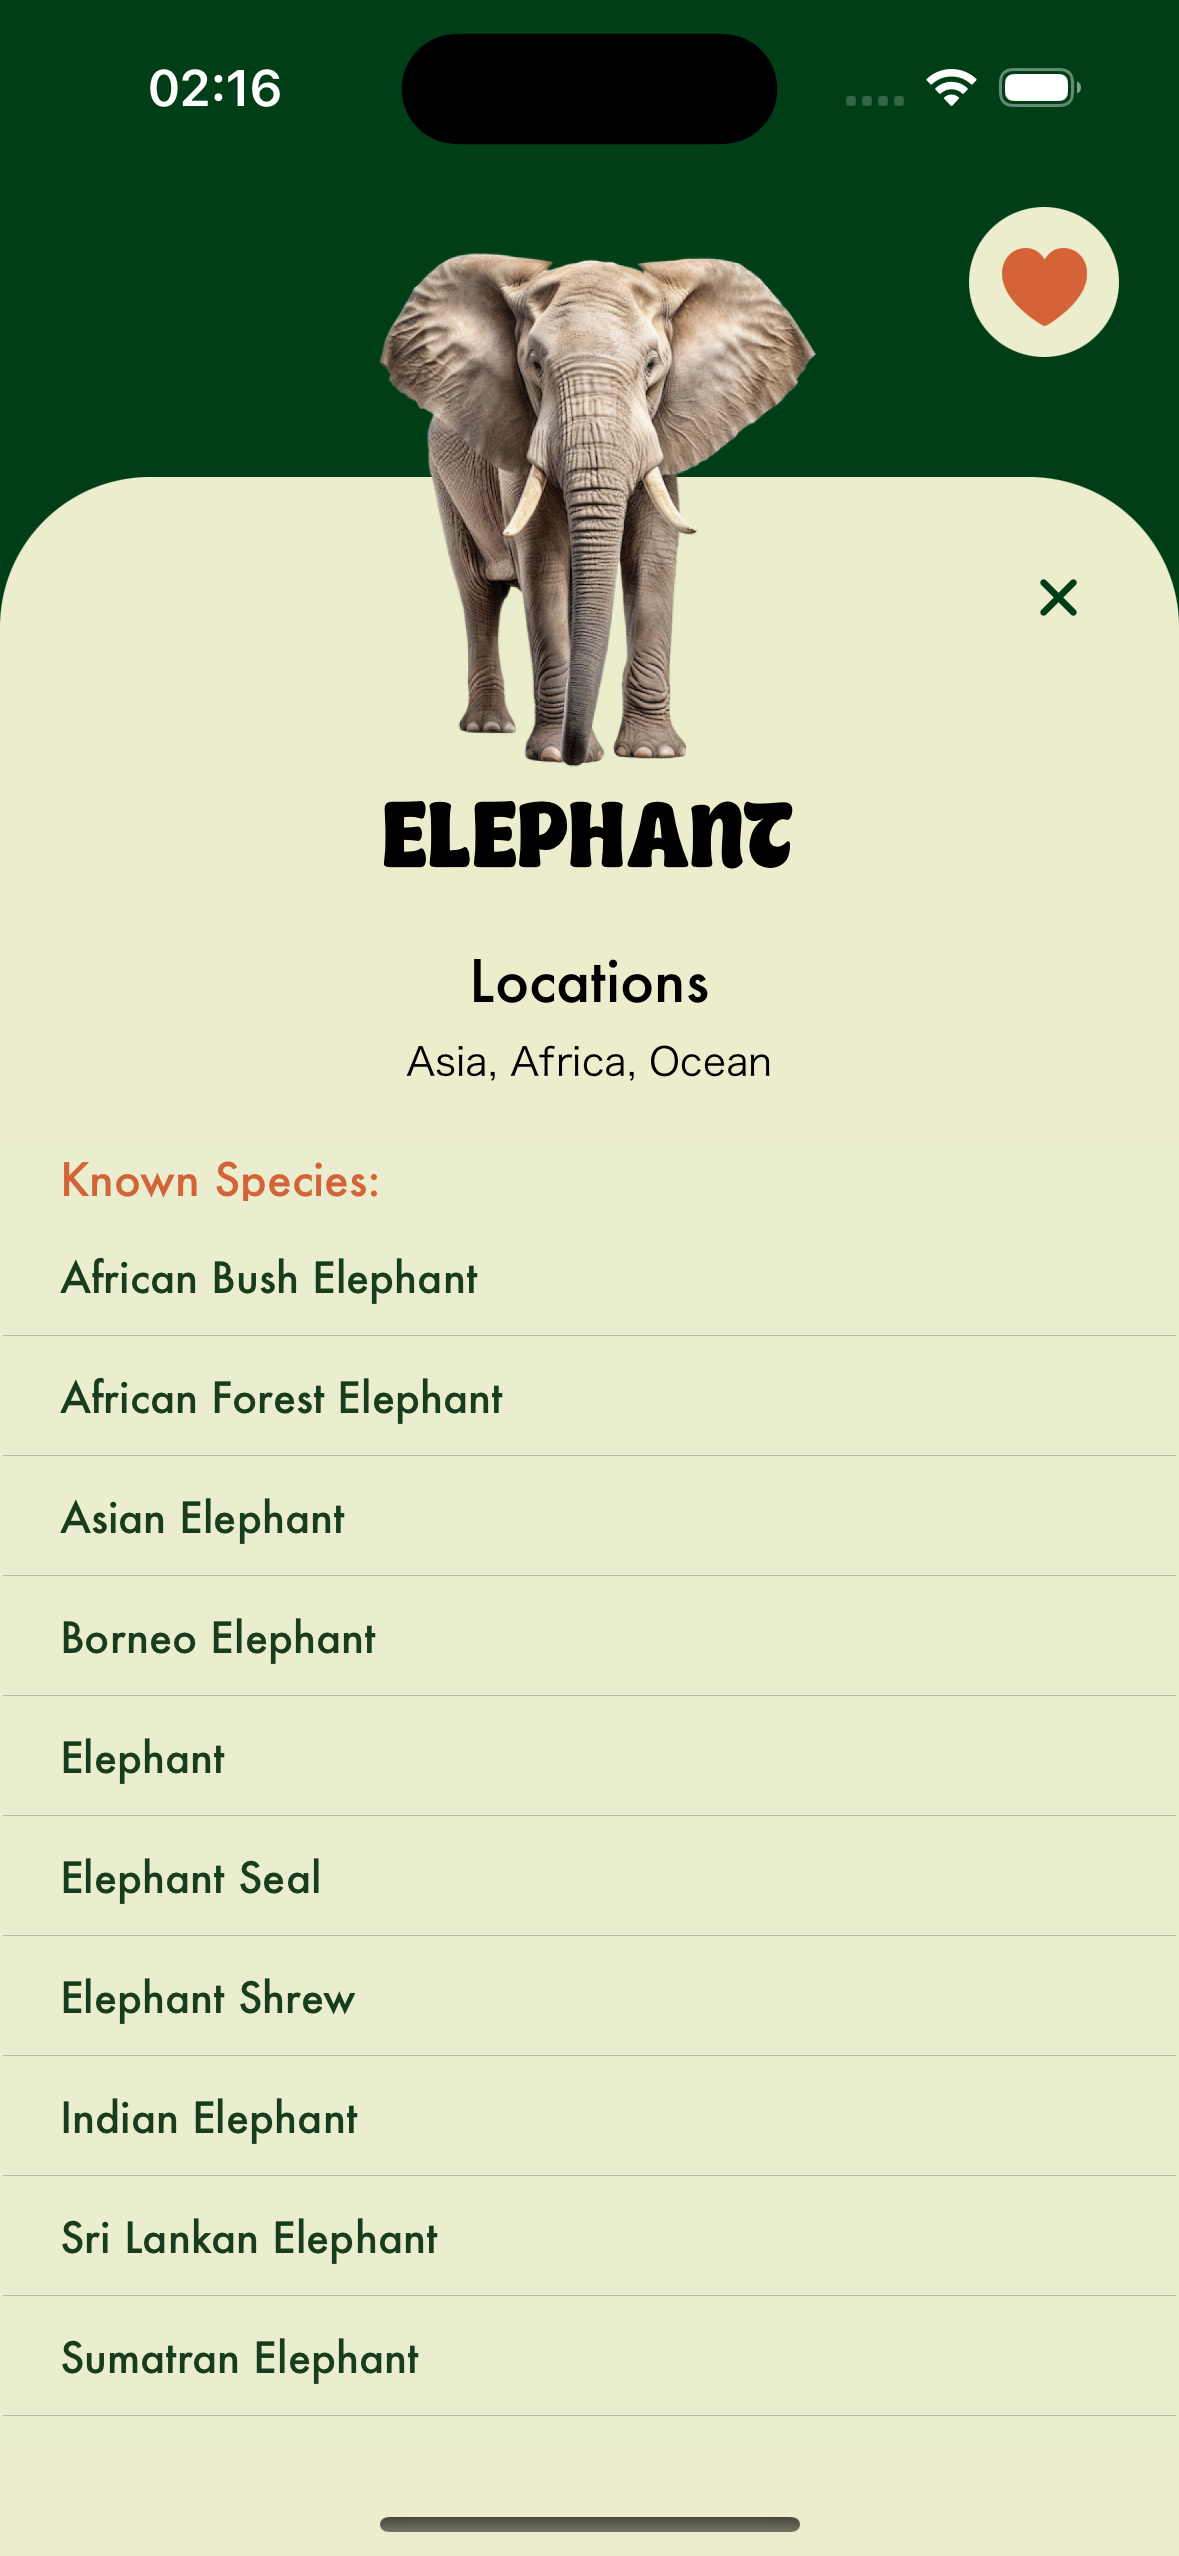 02:16
ELEPHANT
Locations
Asia, Africa, Ocean
Known Species:
African Bush Elephant
African Forest Elephant
Asian Elephant
Borneo Elephant
Elephant
Elephant Seal
Elephant Shrew
Indian Elephant
Sri Lankan Elephant
Sumatran Elephant